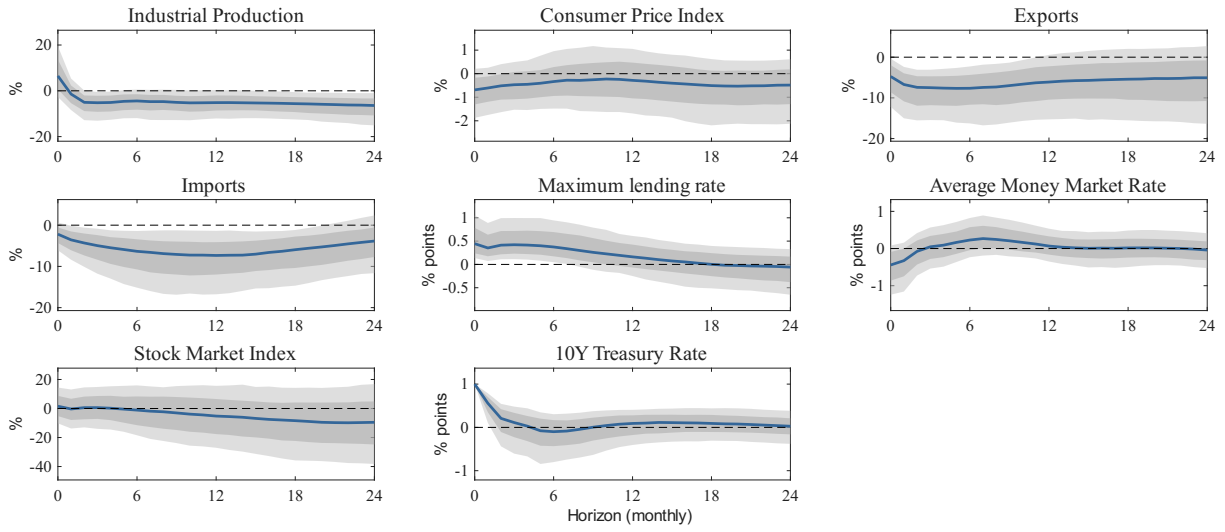 Industrial Production
%
20
0
-20
0 6 12 18 24
Consumer Price Index
%
1
0
-1
-2
0 6 12 18 24
Exports
%
0
-10
-20
0 6 12 18 24
Imports
%
0
-10
-20
0 6 12 18 24
Maximum lending rate
% points
1
0.5
0
-0.5
0 6 12 18 24
Average Money Market Rate
% points
1
0
-1
0 6 12 18 24
Stock Market Index
%
20
0
-20
-40
0 6 12 18 24
10Y Treasury Rate
% points
1
0
-1
0 6 12 18 24
Horizon (monthly)